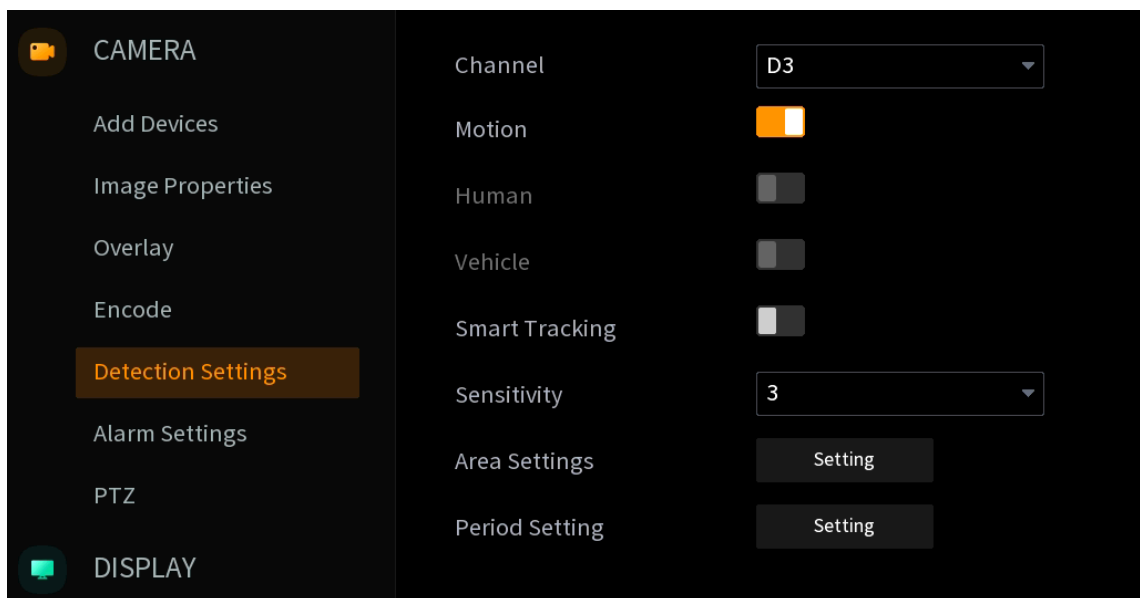 CAMERA
Add Devices
Image Properties
Overlay
Encode
Detection Settings
Alarm Settings
PTZ
DISPLAY
Channel D3
Motion
Human
Vehicle
Smart Tracking
Sensitivity 3
Area Settings Setting
Period Setting Setting